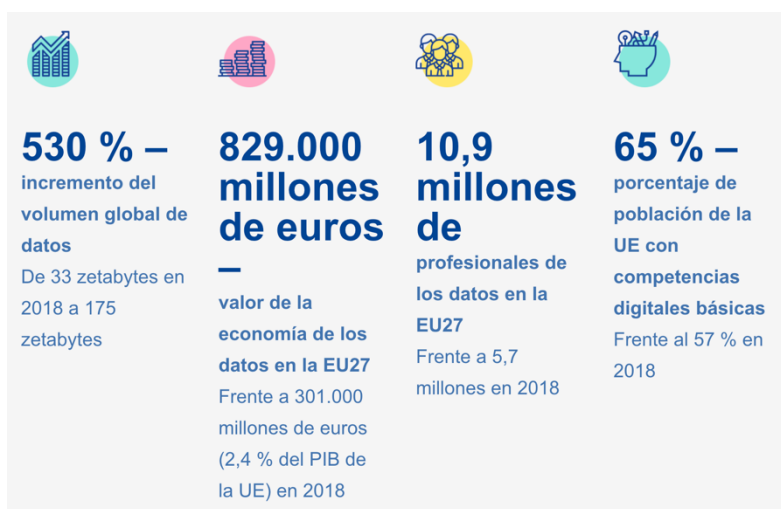 530 % –
incremento del
volumen global de
datos
De 33 zetabytes en
2018 a 175
zetabytes
829.000
millones
de euros
–
valor de la
economía de los
datos en la EU27
Frente a 301.000
millones de euros
(2,4 % del PIB de
la UE) en 2018
10,9
millones
de
profesionales de
los datos en la
EU27
Frente a 5,7
millones en 2018
65 % –
porcentaje de
población de la
UE con
competencias
digitales básicas
Frente al 57 % en
2018